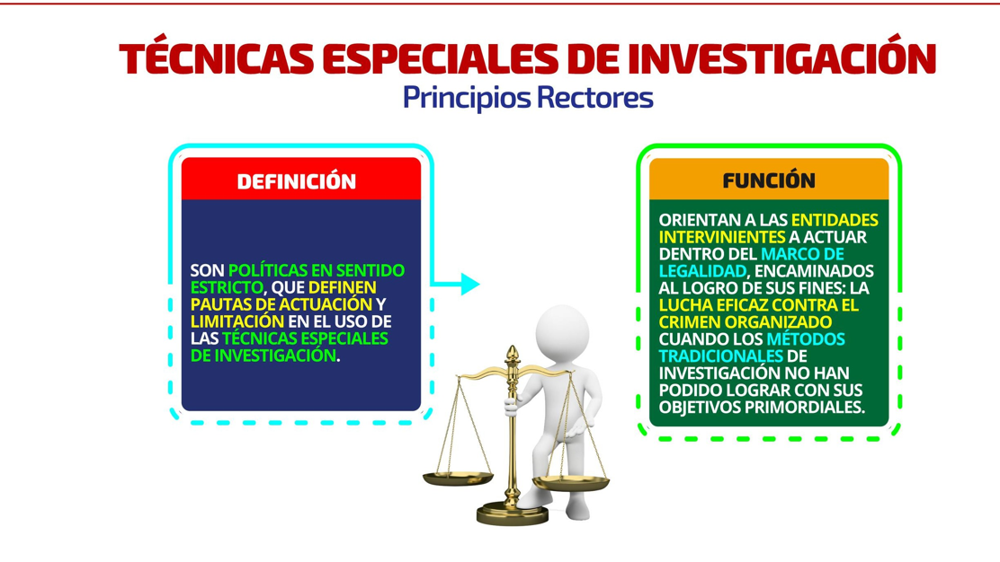 TÉCNICAS ESPECIALES DE INVESTIGACIÓN
Principios Rectores
DEFINICIÓN
SON POLÍTICAS EN SENTIDO
ESTRICTO, QUE DEFINEN
PAUTAS DE ACTUACIÓN Y
LIMITACIÓN EN EL USO DE
LAS TÉCNICAS ESPECIALES
DE INVESTIGACIÓN.
FUNCIÓN
ORIENTAN A LAS ENTIDADES
INTERVINIENTES A ACTUAR
DENTRO DEL MARCO DE
LEGALIDAD, ENCAMINADOS
AL LOGRO DE SUS FINES: LA
LUCHA EFICAZ CONTRA EL
CRIMEN ORGANIZADO
CUANDO LOS MÉTODOS
TRADICIONALES DE
INVESTIGACIÓN NO HAN
PODIDO LOGRAR CON SUS
OBJETIVOS PRIMORDIALES.